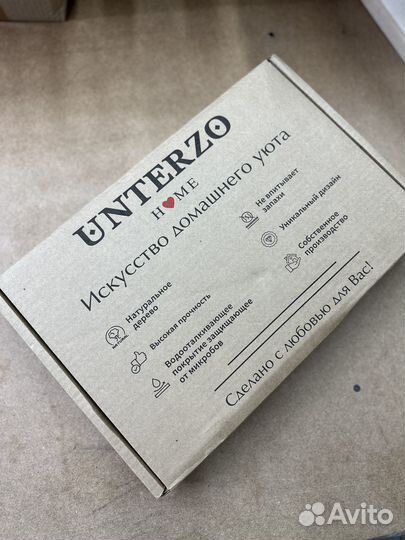 UNTERZO
HOME
Искусство домашнего уюта
Натуральное
дерево
Высокая прочность
Водооталкивающее
покрытие защищающее
от микробов
Не впитывает
запахи
Уникальный дизайн
Собственное
производство
Сделано с любовью для Вас!
Avito